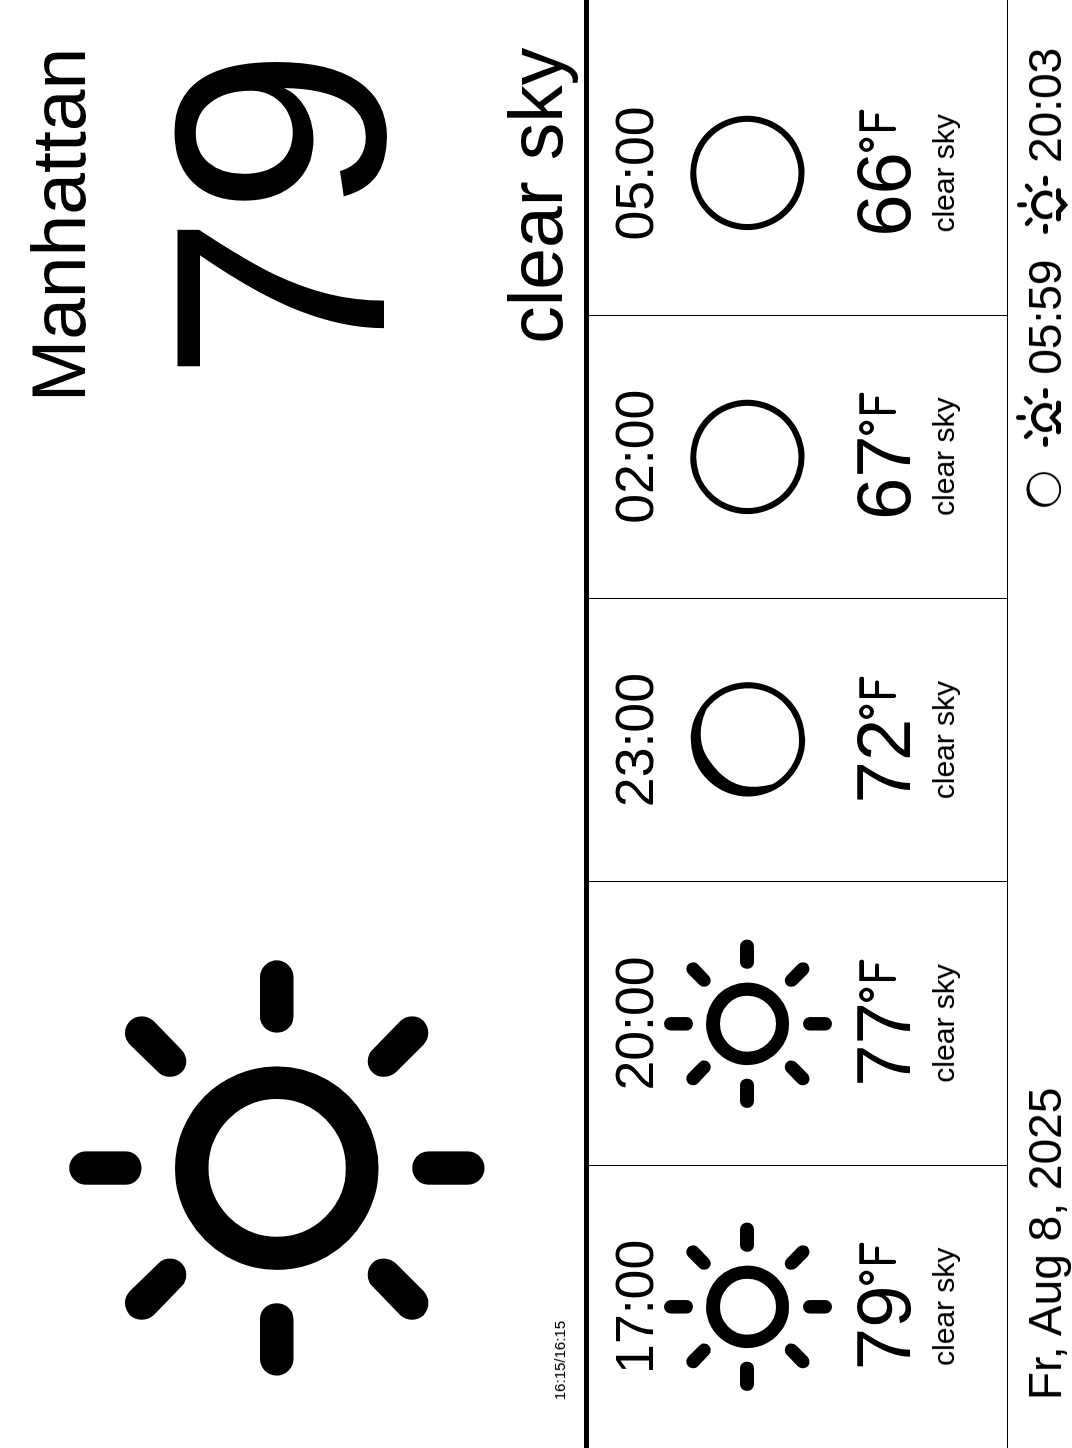 Manhattan
79
clear sky
16:15/16:15
17:00 20:00 23:00 02:00 05:00
79°F 77°F 72°F 67°F 66°F
clear sky clear sky clear sky clear sky clear sky
Fr, Aug 8, 2025 05:59 20:03